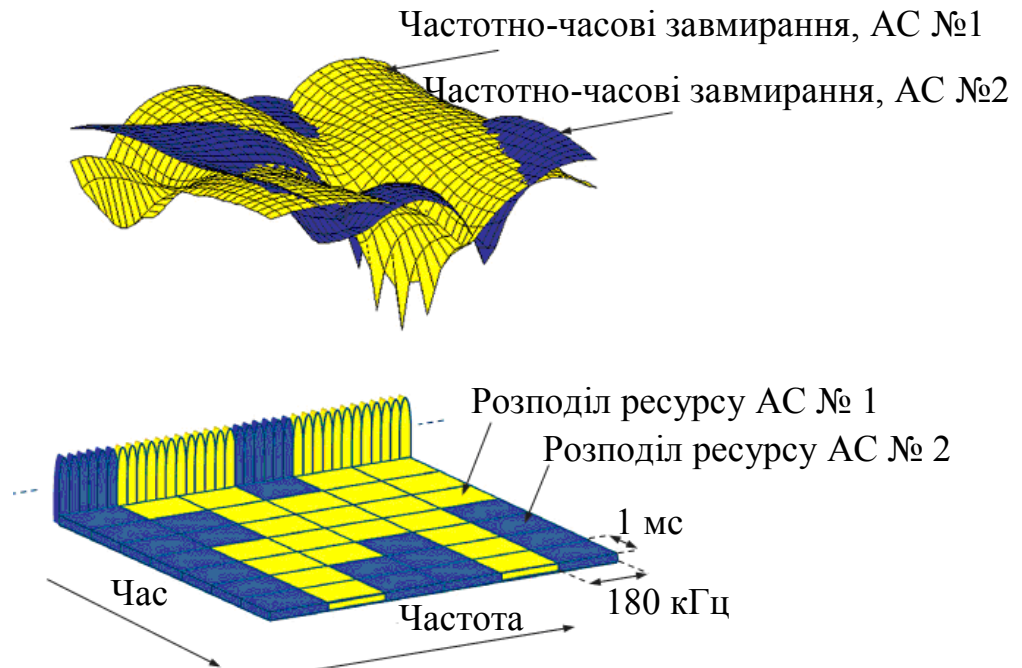 Частотно-часові завмирання, АС №1
Частотно-часові завмирання, АС №2
Розподіл ресурсу АС № 1
Розподіл ресурсу АС № 2
1 мс
180 кГц
Час
Частота